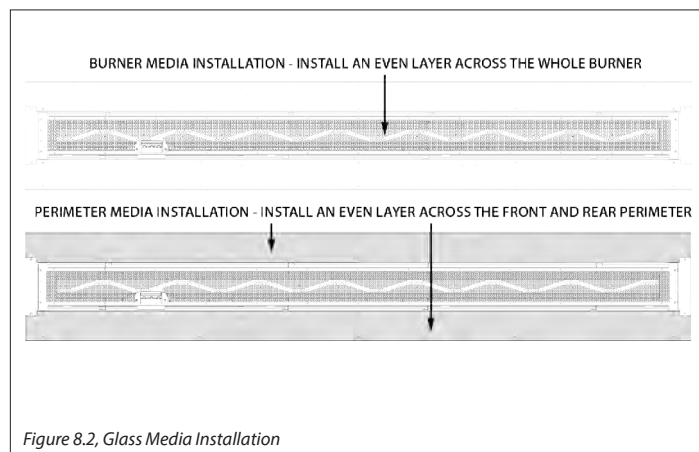 BURNER MEDIA INSTALLATION - INSTALL AN EVEN LAYER ACROSS THE WHOLE BURNER
PERIMETER MEDIA INSTALLATION - INSTALL AN EVEN LAYER ACROSS THE FRONT AND REAR PERIMETER
Figure 8.2, Glass Media Installation